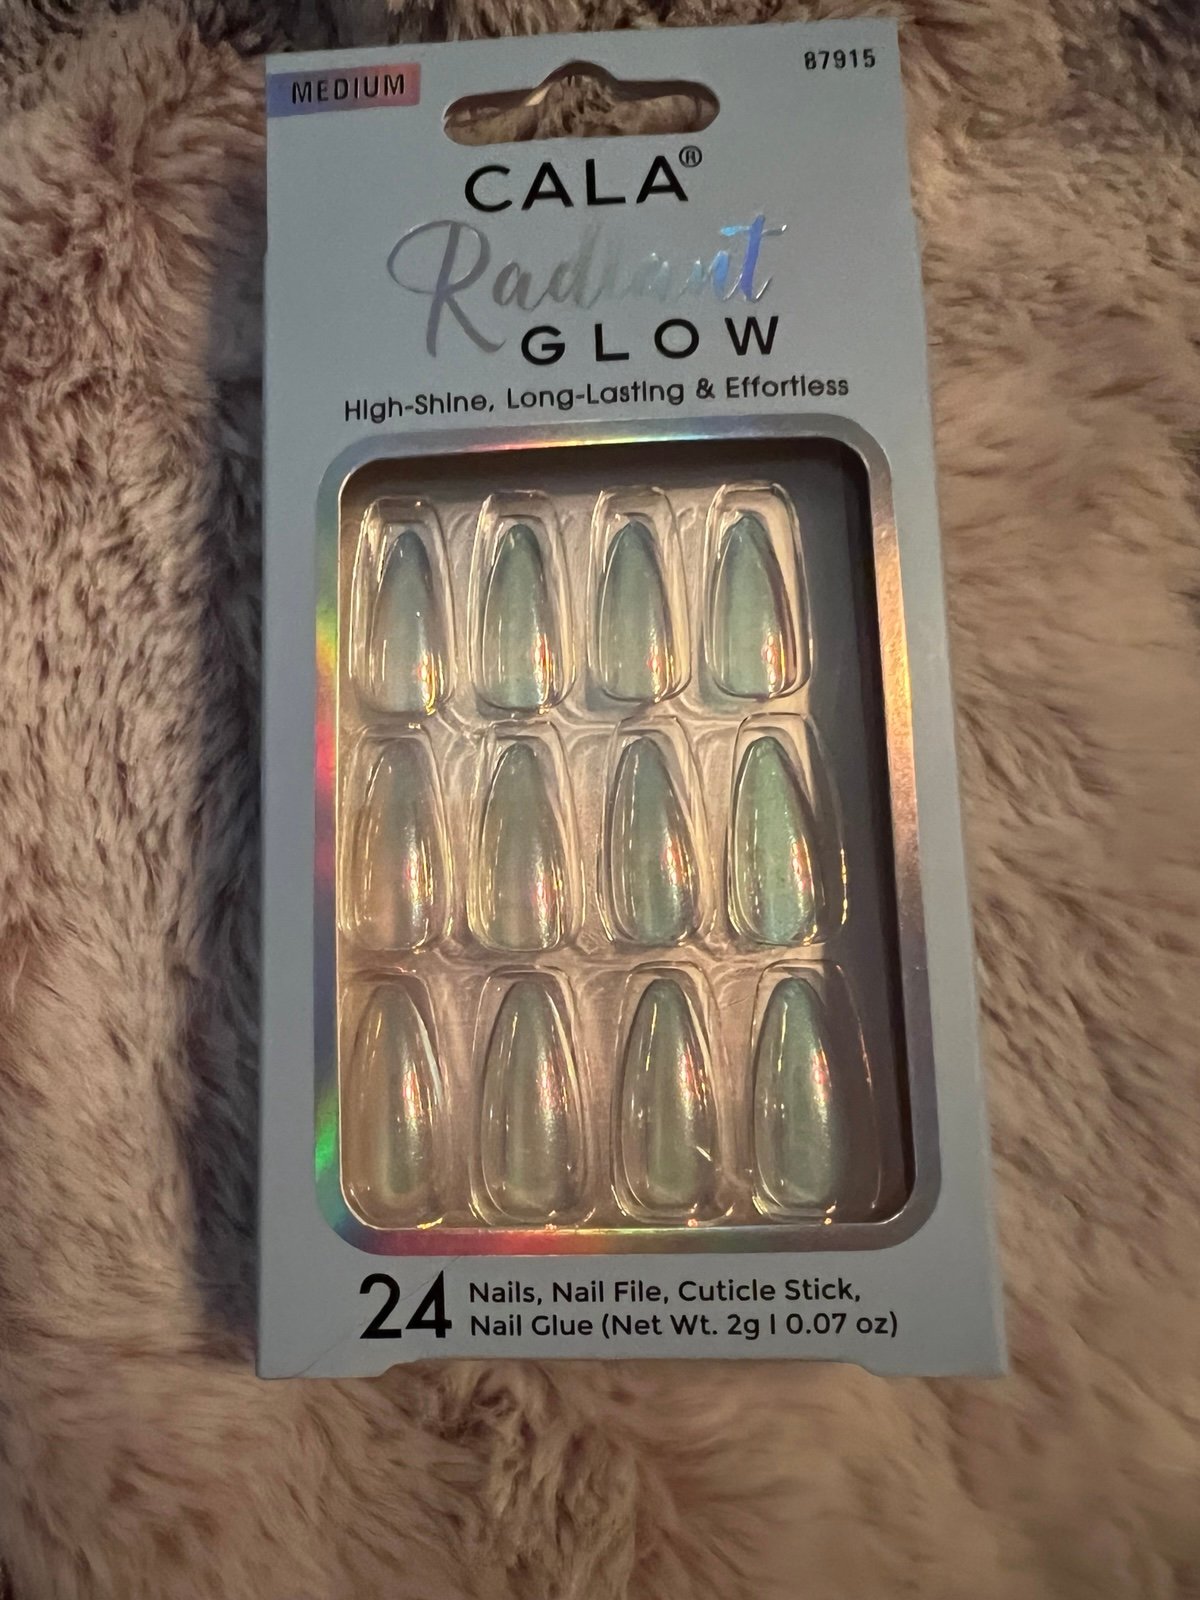 MEDIUM
87915
CALA®
Radiant
GLOW
High-Shine, Long-Lasting & Effortless
24 Nails, Nail File, Cuticle Stick,
Nail Glue (Net Wt. 2g | 0.07 oz)